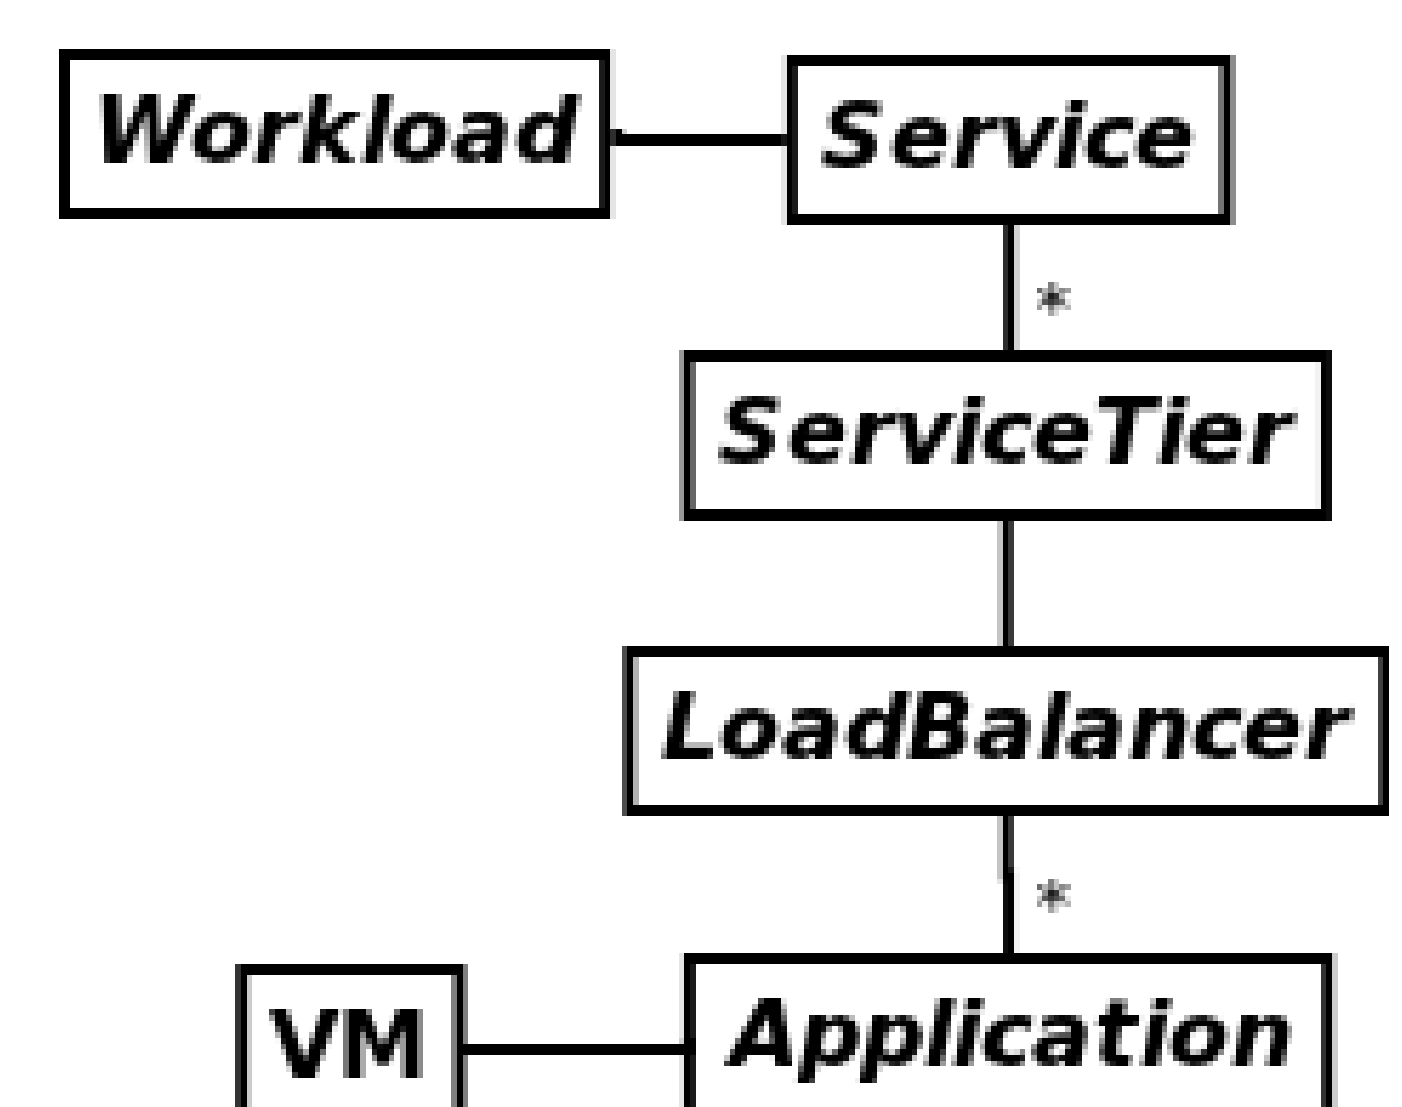 Workload Service
*
ServiceTier
LoadBalancer
*
VM Application